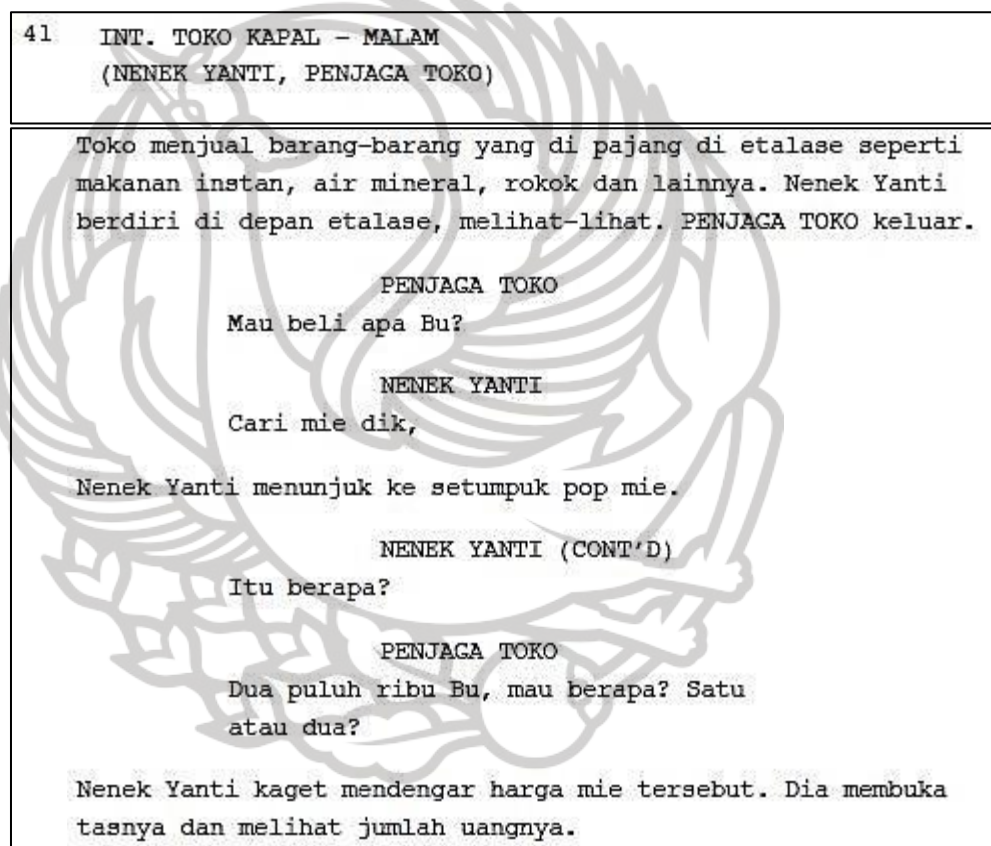 41 INT. TOKO KAPAL – MALAM
(NENEK YANTI, PENJAGA TOKO)
Toko menjual barang-barang yang di pajang di etalase seperti
makanan instan, air mineral, rokok dan lainnya. Nenek Yanti
berdiri di depan etalase, melihat-lihat. PENJAGA TOKO keluar.
PENJAGA TOKO
Mau beli apa Bu?
NENEK YANTI
Cari mie dik,
Nenek Yanti menunjuk ke setumpuk pop mie.
NENEK YANTI (CONT'D)
Itu berapa?
PENJAGA TOKO
Dua puluh ribu Bu, mau berapa? Satu
atau dua?
Nenek Yanti kaget mendengar harga mie tersebut. Dia membuka
tasnya dan melihat jumlah uangnya.